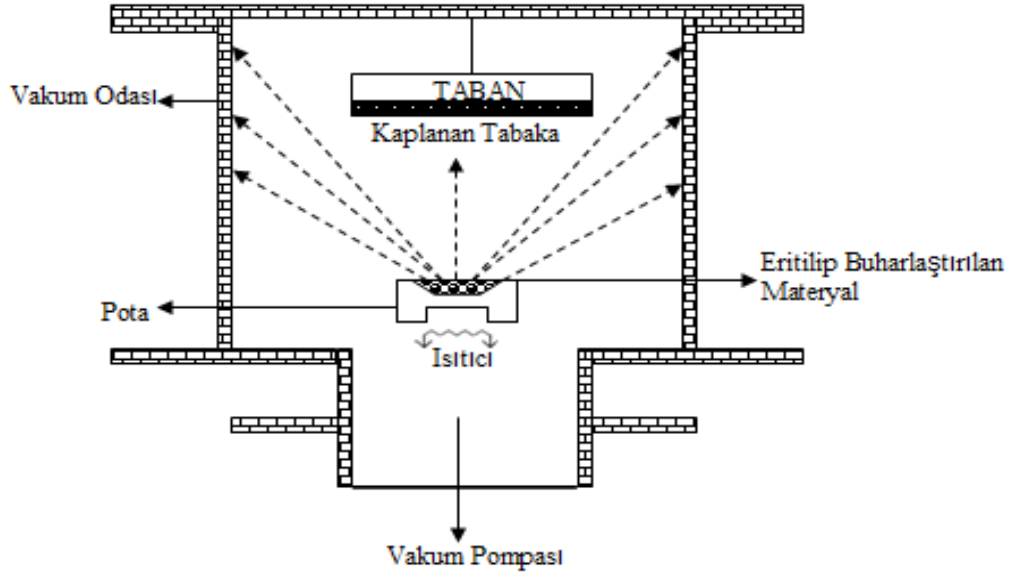 TABAN
Vakum Odası
Kaplanan Tabaka
Eritilip Buharlaştırılan
Materyal
Pota
Isıtıcı
Vakum Pompası